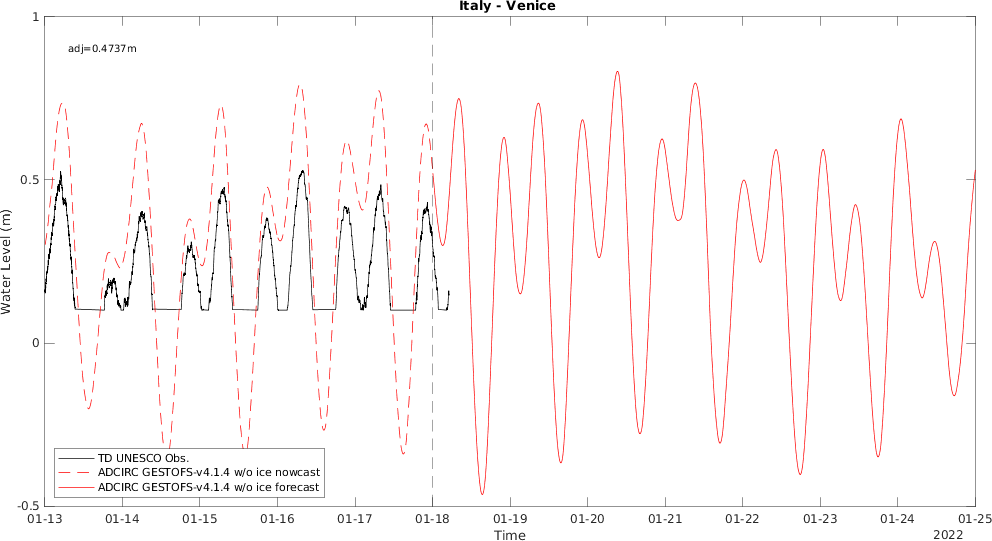 Italy - Venice
1
adj=0.4737m
0.5
0
-0.5
Water Level (m)
TD UNESCO Obs.
ADCIRC GESTOFS-v4.1.4 w/o ice nowcast
ADCIRC GESTOFS-v4.1.4 w/o ice forecast
01-13 01-14 01-15 01-16 01-17 01-18 01-19 01-20 01-21 01-22 01-23 01-24 01-25
Time
2022